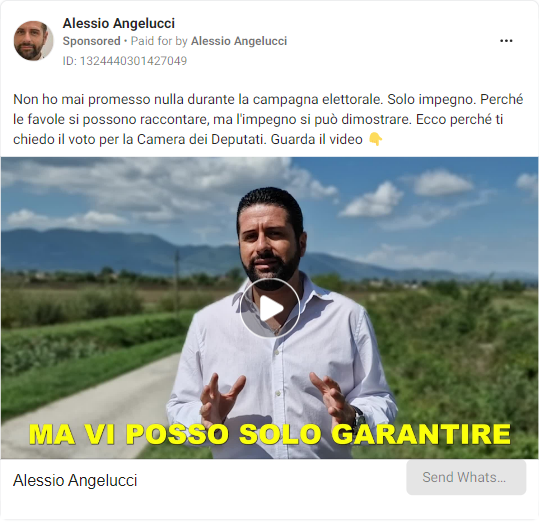 Alessio Angelucci
Sponsored • Paid for by Alessio Angelucci
ID: 1324440301427049
Non ho mai promesso nulla durante la campagna elettorale. Solo impegno. Perché
le favole si possono raccontare, ma l'impegno si può dimostrare. Ecco perché ti
chiedo il voto per la Camera dei Deputati. Guarda il video 👇
MA VI POSSO SOLO GARANTIRE
Alessio Angelucci
Send Whats...